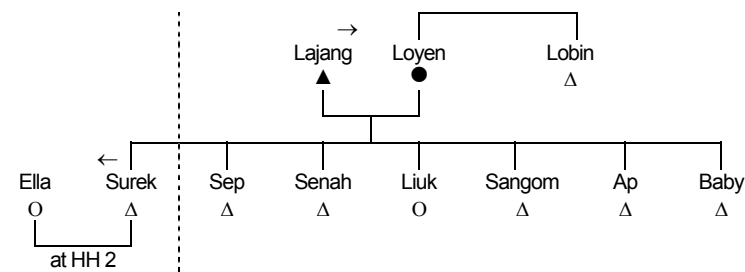 →
Lajang Loyen Lobin
▲ ● Δ
←
Ella Surek Sep Senah Liuk Sangom Ap Baby
O Δ Δ Δ O Δ Δ Δ
at HH 2